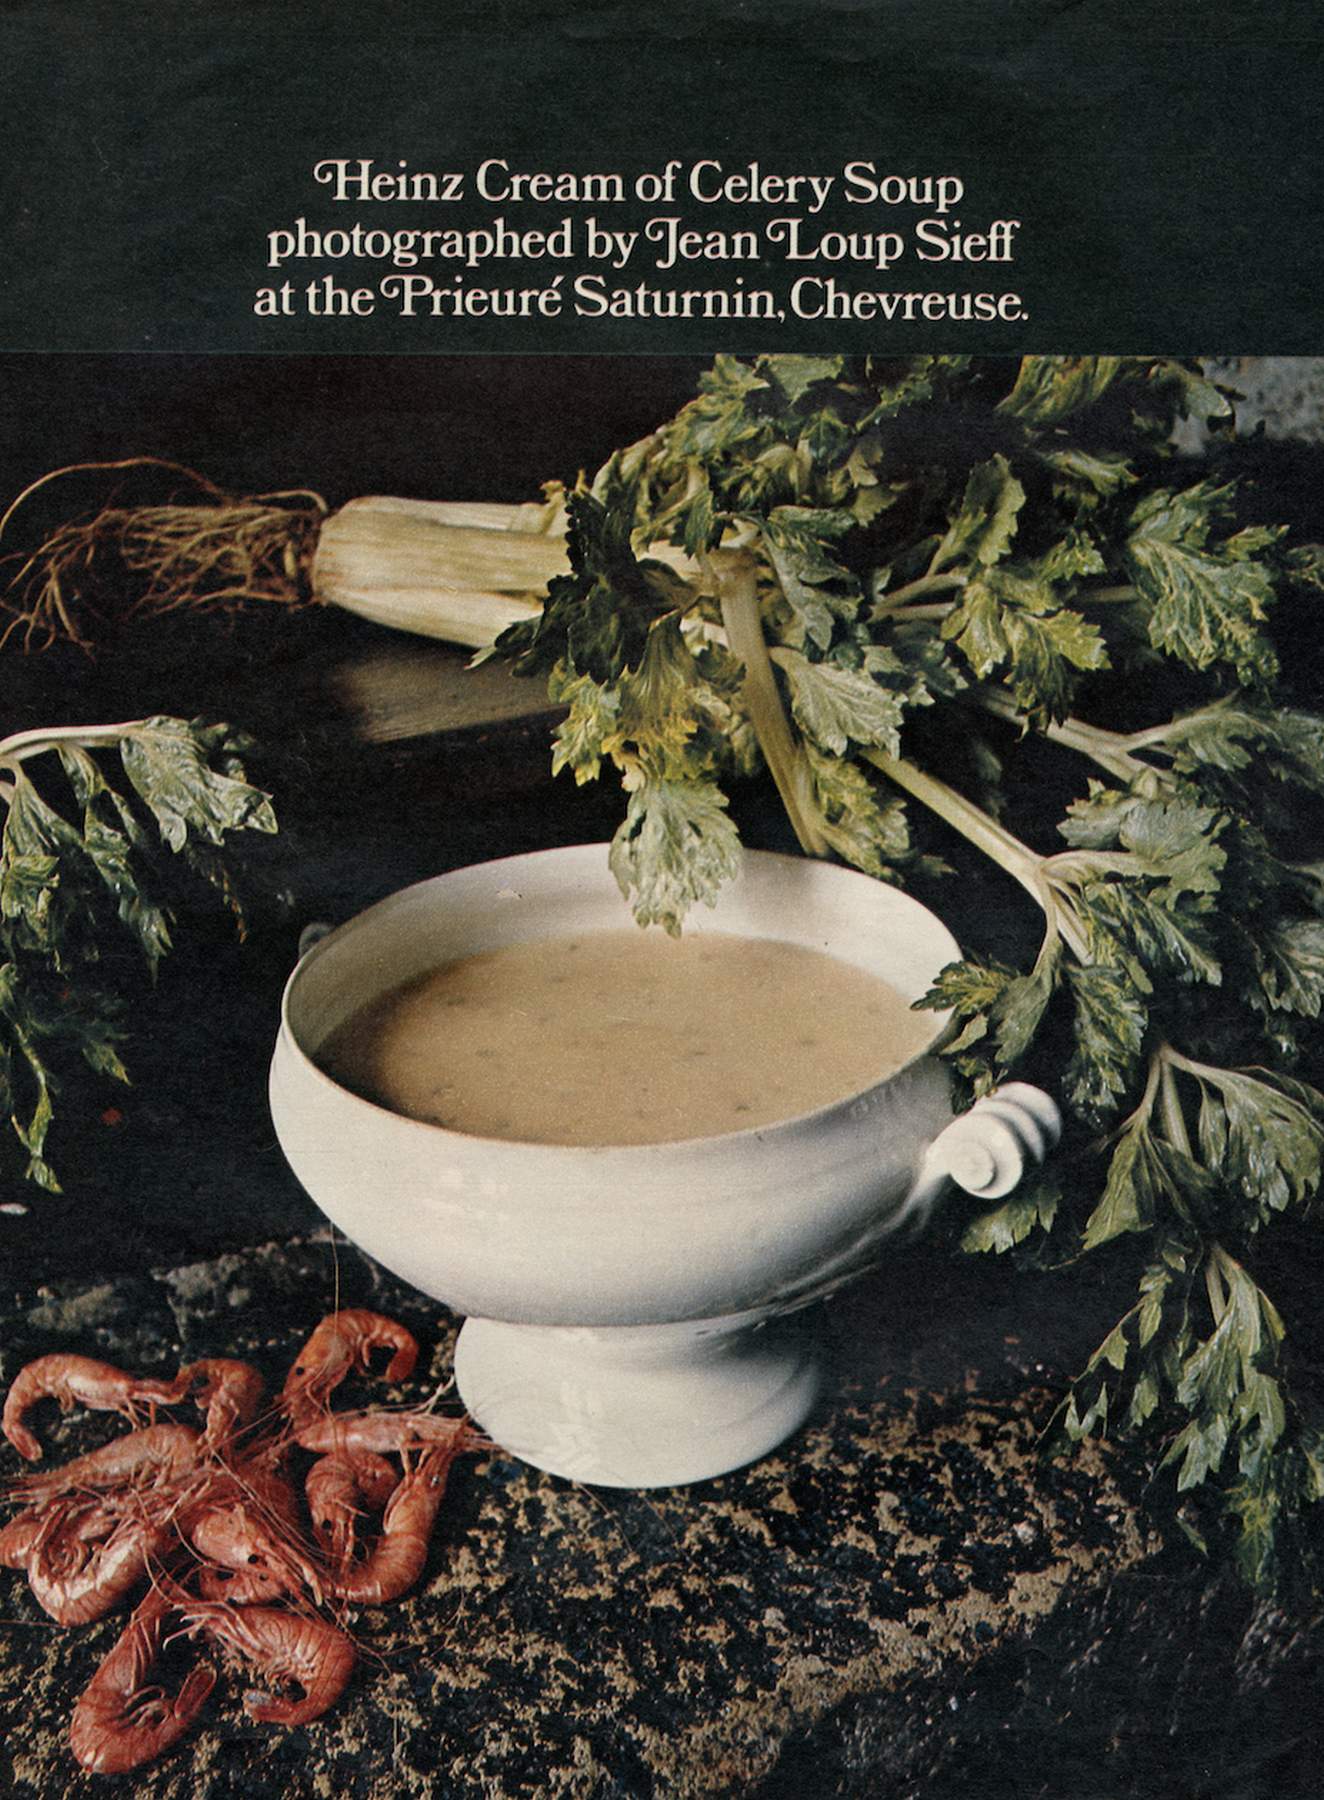 Heinz Cream of Celery Soup
photographed by Jean Loup Sieff
at the Prieuré Saturnin, Chevreuse.